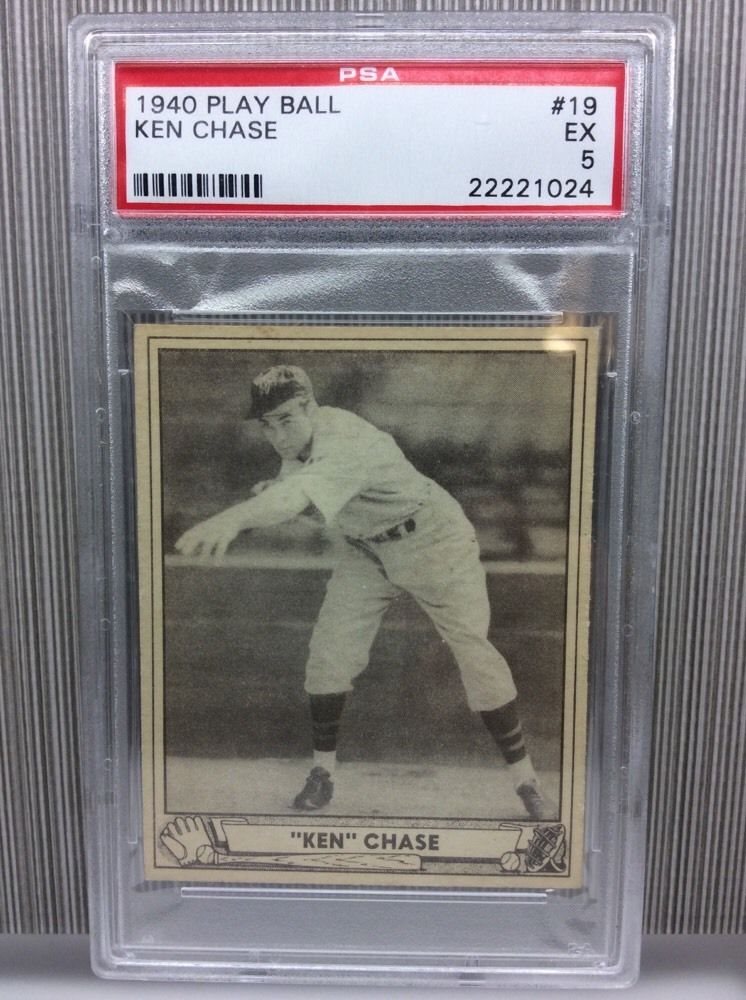 PSA
1940 PLAY BALL #19
KEN CHASE EX
5
22221024
"KEN" CHASE